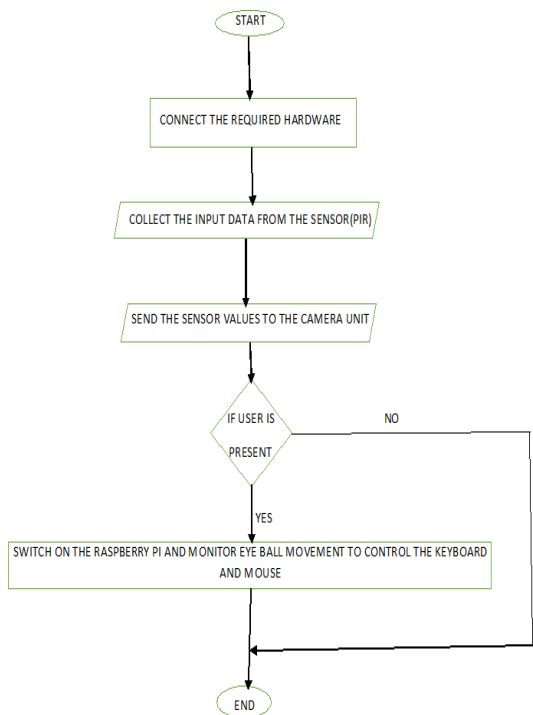 START
CONNECT THE REQUIRED HARDWARE
COLLECT THE INPUT DATA FROM THE SENSOR(PIR)
SEND THE SENSOR VALUES TO THE CAMERA UNIT
IF USER IS
PRESENT
NO
YES
SWITCH ON THE RASPBERRY PI AND MONITOR EYE BALL MOVEMENT TO CONTROL THE KEYBOARD
AND MOUSE
END